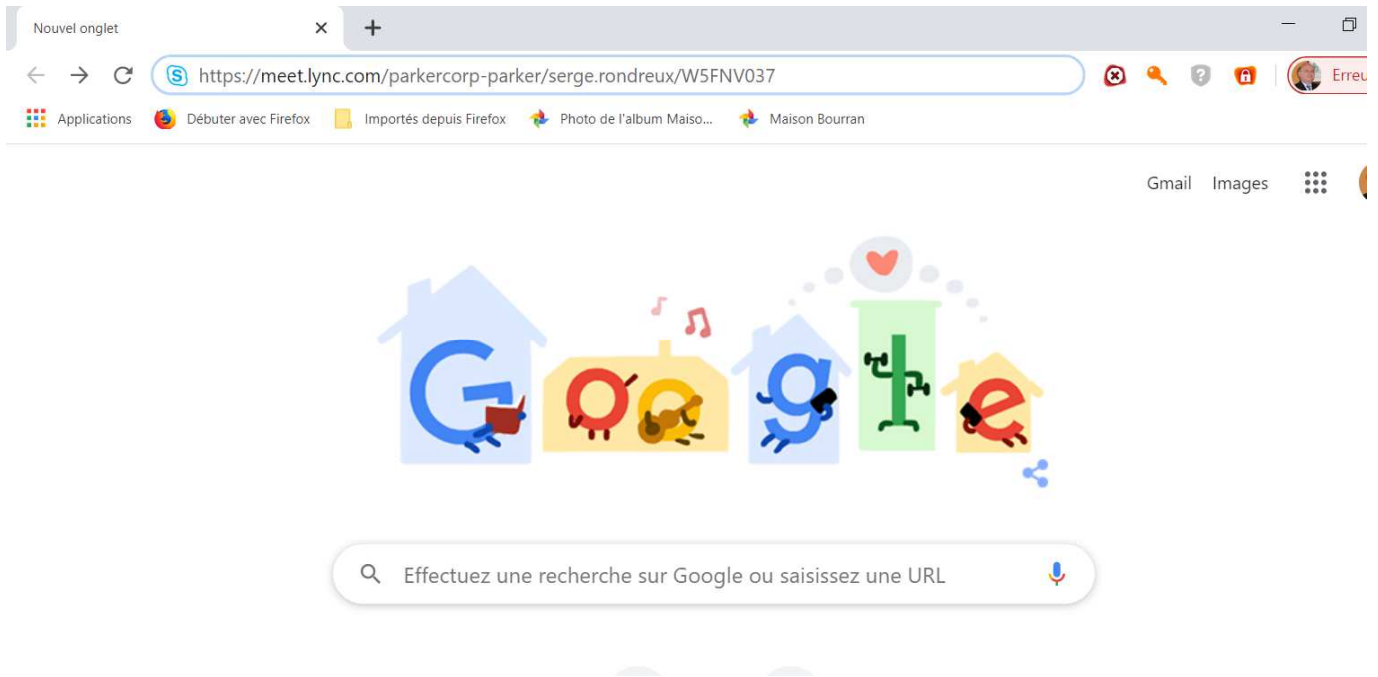 Nouvel onglet
https://meet.lync.com/parkercorp-parker/serge.rondreux/W5FNV037
Erreu
Applications Débuter avec Firefox Importés depuis Firefox Photo de l'album Maiso... Maison Bourran
Gmail Images
Google
Effectuez une recherche sur Google ou saisissez une URL